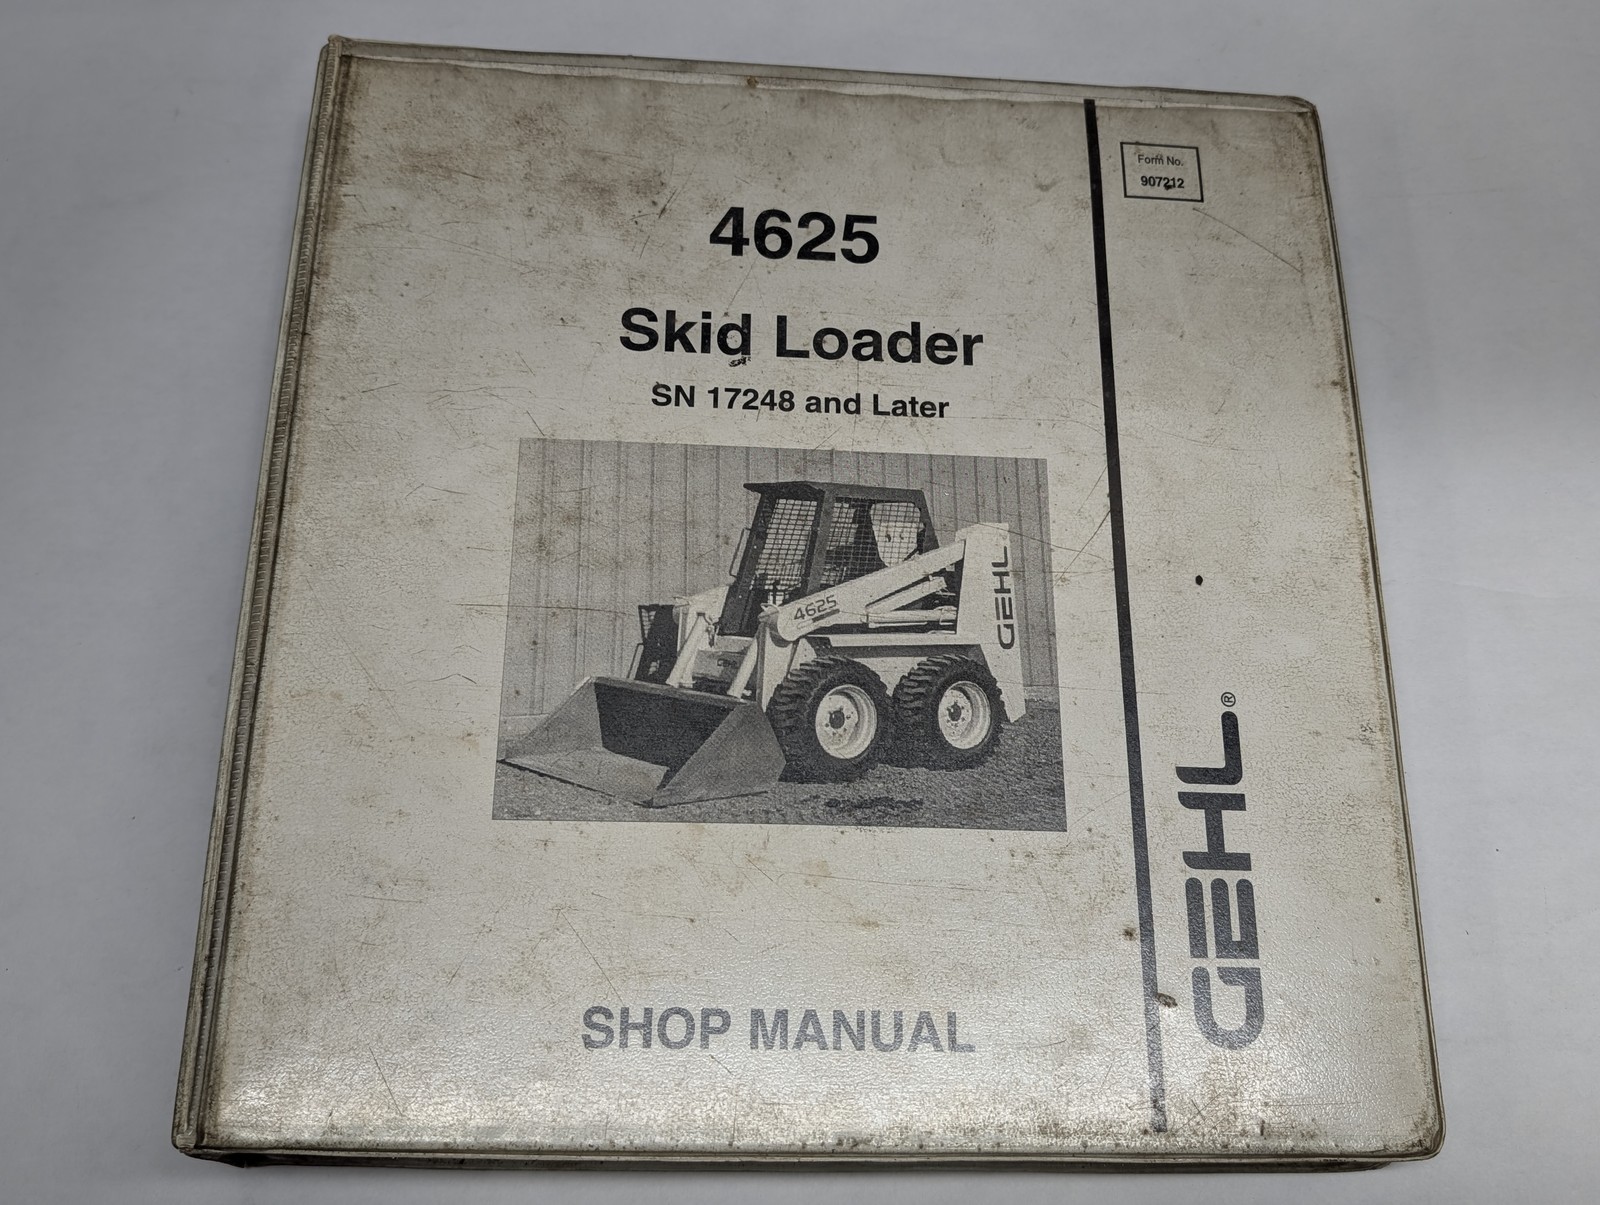 Form No.
907212
4625
Skid Loader
SN 17248 and Later
4625
GEHL
GEHL®
SHOP MANUAL